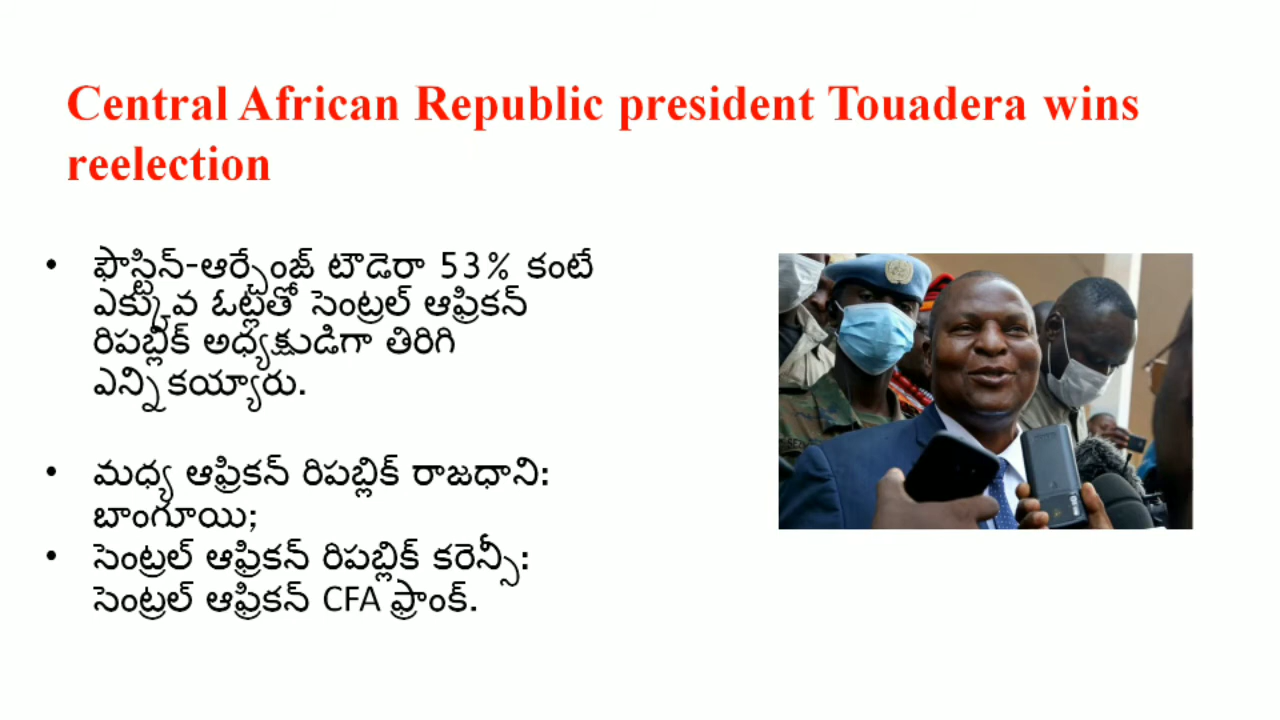 Central African Republic president Touadera wins
reelection
• ఫౌస్టిన్-ఆర్చేంజ్ టౌడెరా 53% కంటే
ఎక్కువ ఓట్లతో సెంట్రల్ ఆఫ్రికన్
రిపబ్లిక్ అధ్యక్షుడిగా తిరిగి
ఎన్నికయ్యారు.
• మధ్య ఆఫ్రికన్ రిపబ్లిక్ రాజధాని:
బాంగూయి;
• సెంట్రల్ ఆఫ్రికన్ రిపబ్లిక్ కరెన్సీ:
సెంట్రల్ ఆఫ్రికన్ CFA ఫ్రాంక్.